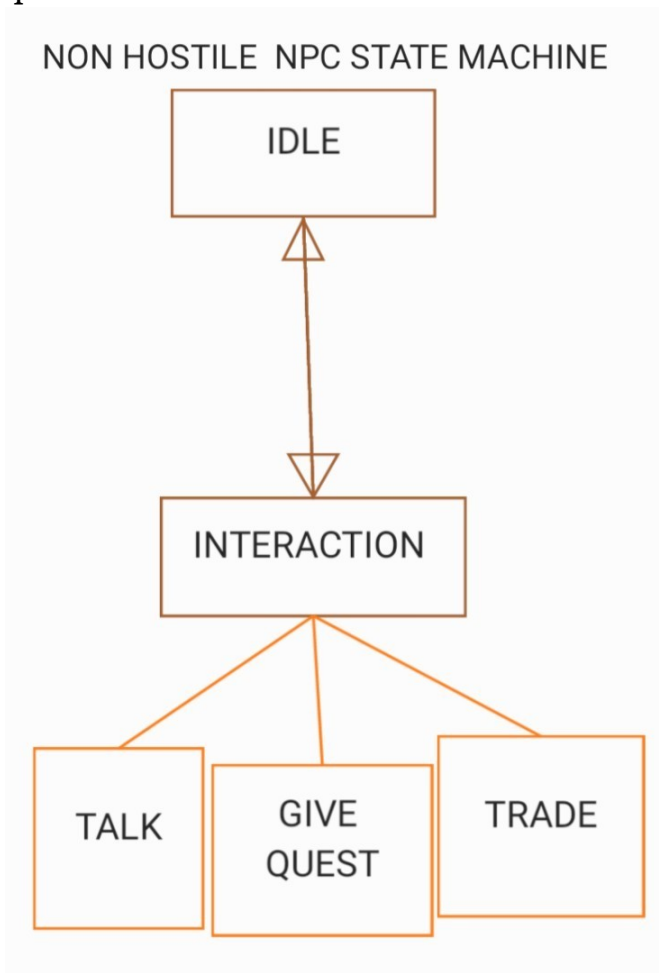 NON HOSTILE NPC STATE MACHINE
IDLE
INTERACTION
TALK
GIVE
QUEST
TRADE